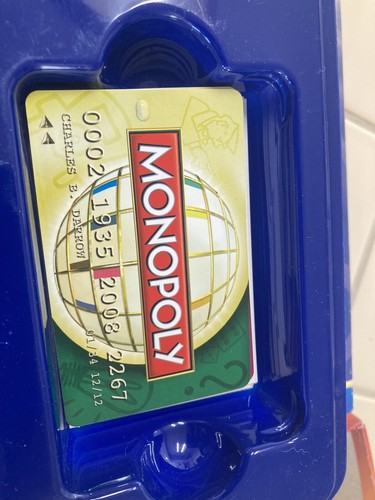 MONOPOLY
0002 1935 2008 2267
01/34 12/12
CHARLES B. DARROW